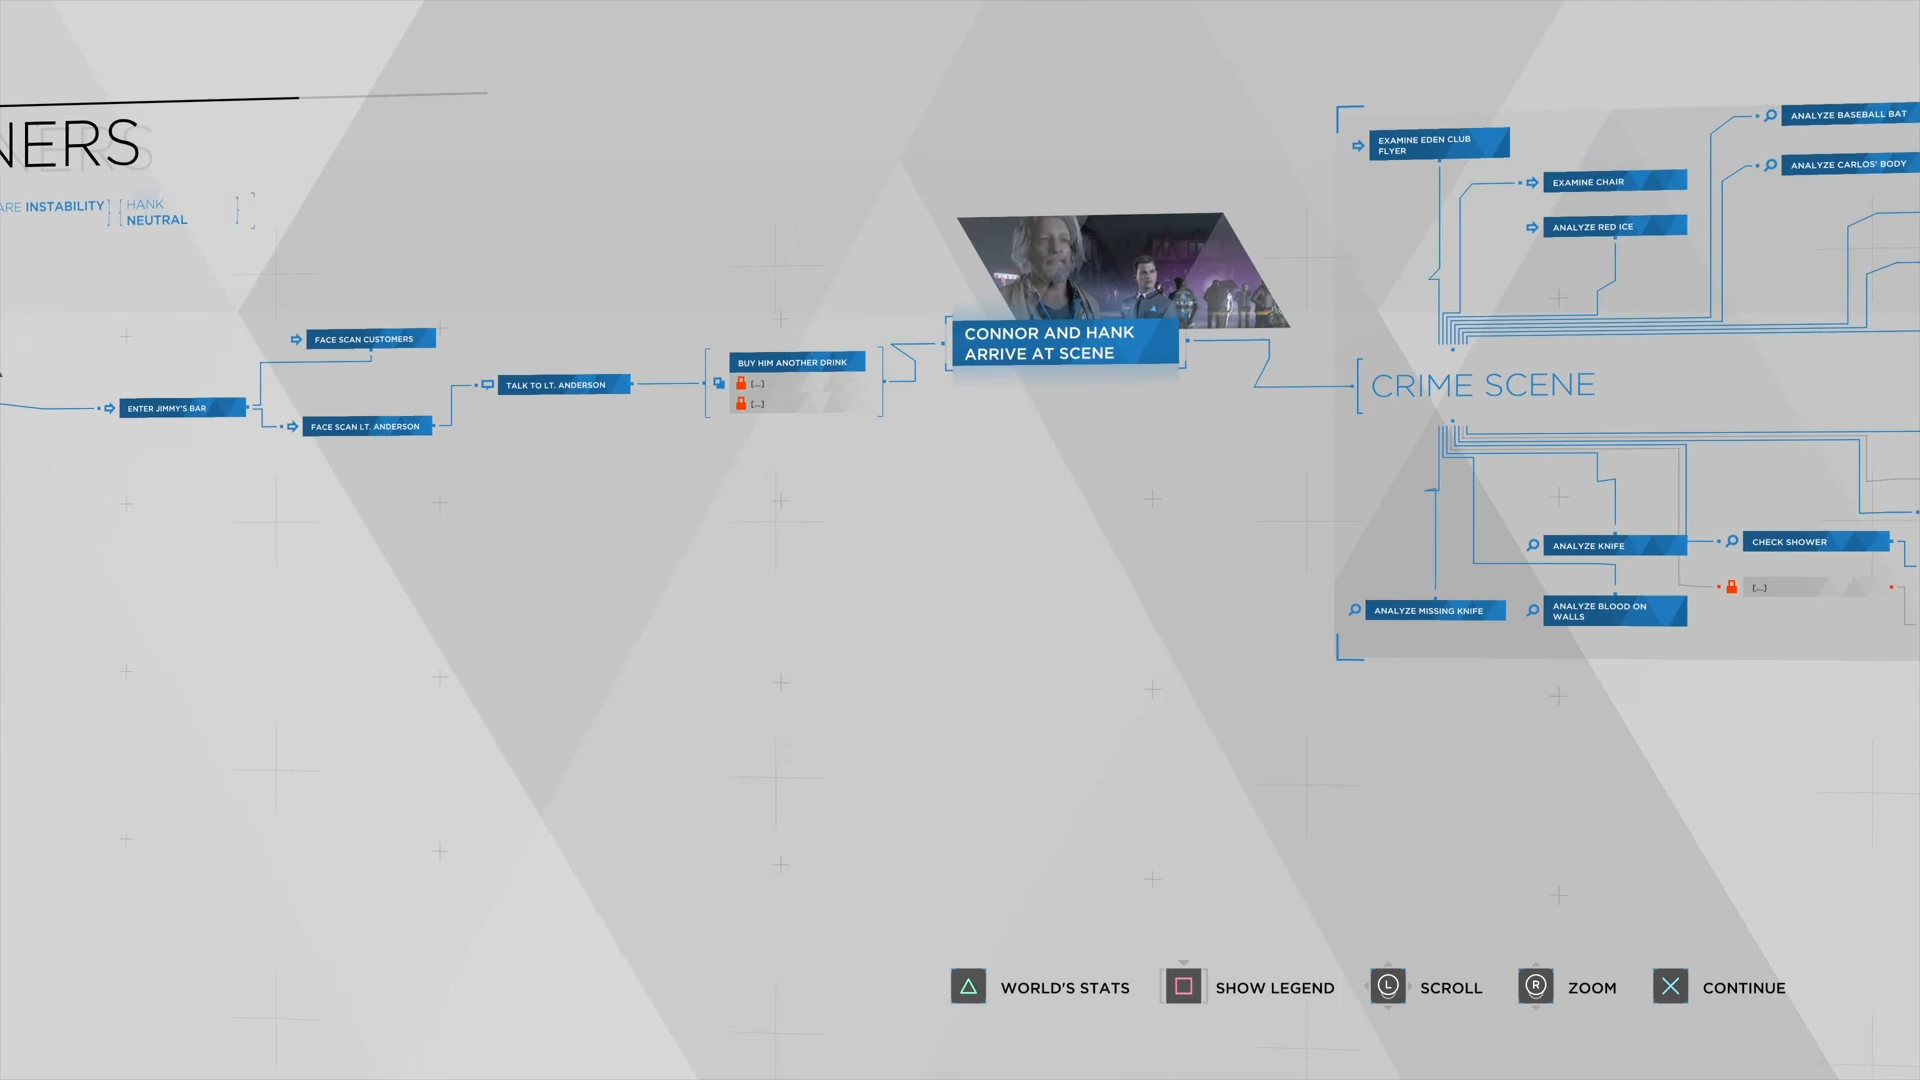 NERS
ARE INSTABILITY
HANK
NEUTRAL
ENTER JIMMY'S BAR
FACE SCAN CUSTOMERS
FACE SCAN LT. ANDERSON
TALK TO LT. ANDERSON
BUY HIM ANOTHER DRINK
[...]
[...]
CONNOR AND HANK
ARRIVE AT SCENE
CRIME SCENE
EXAMINE EDEN CLUB
FLYER
EXAMINE CHAIR
ANALYZE RED ICE
ANALYZE BASEBALL BAT
ANALYZE CARLOS' BODY
ANALYZE KNIFE
CHECK SHOWER
[...]
ANALYZE MISSING KNIFE
ANALYZE BLOOD ON
WALLS
WORLD'S STATS
SHOW LEGEND
L
SCROLL
R
ZOOM
CONTINUE